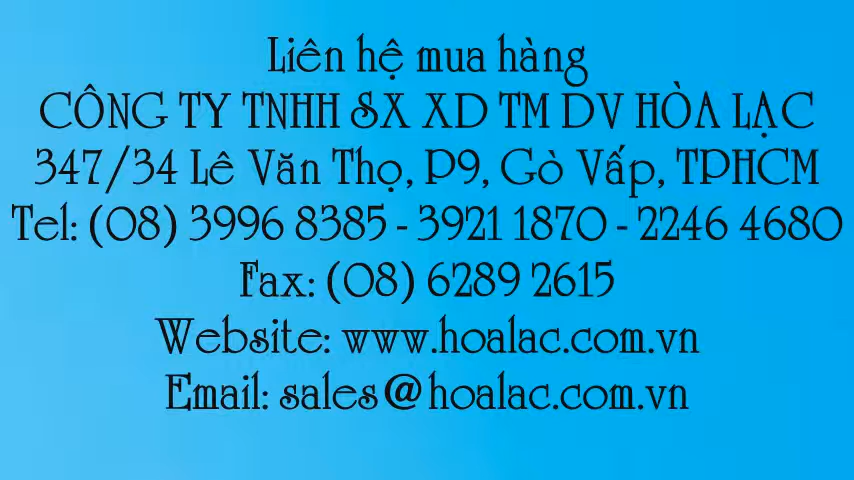 Liên hệ mua hàng
CÔNG TY TNHH SX XD TM DV HÒA LẠC
347/34 Lê Văn Thọ, P9, Gò Vấp, TPHCM
Tel: (08) 3996 8385 - 3921 1870 - 2246 4680
Fax: (08) 6289 2615
Website: www.hoalac.com.vn
Email: sales@hoalac.com.vn